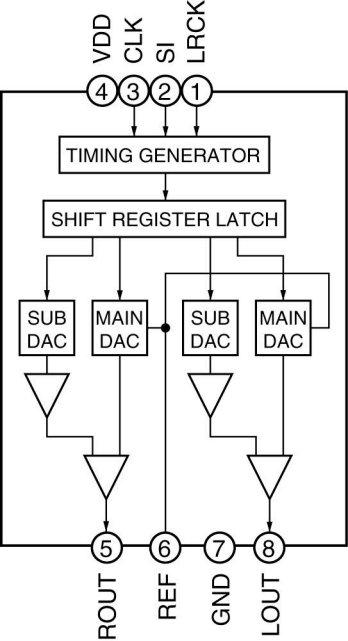 VDD
CLK
SI
LRCK
4
3
2
1
TIMING GENERATOR
SHIFT REGISTER LATCH
SUB
DAC
MAIN
DAC
SUB
DAC
MAIN
DAC
5
6
7
8
ROUT
REF
GND
LOUT